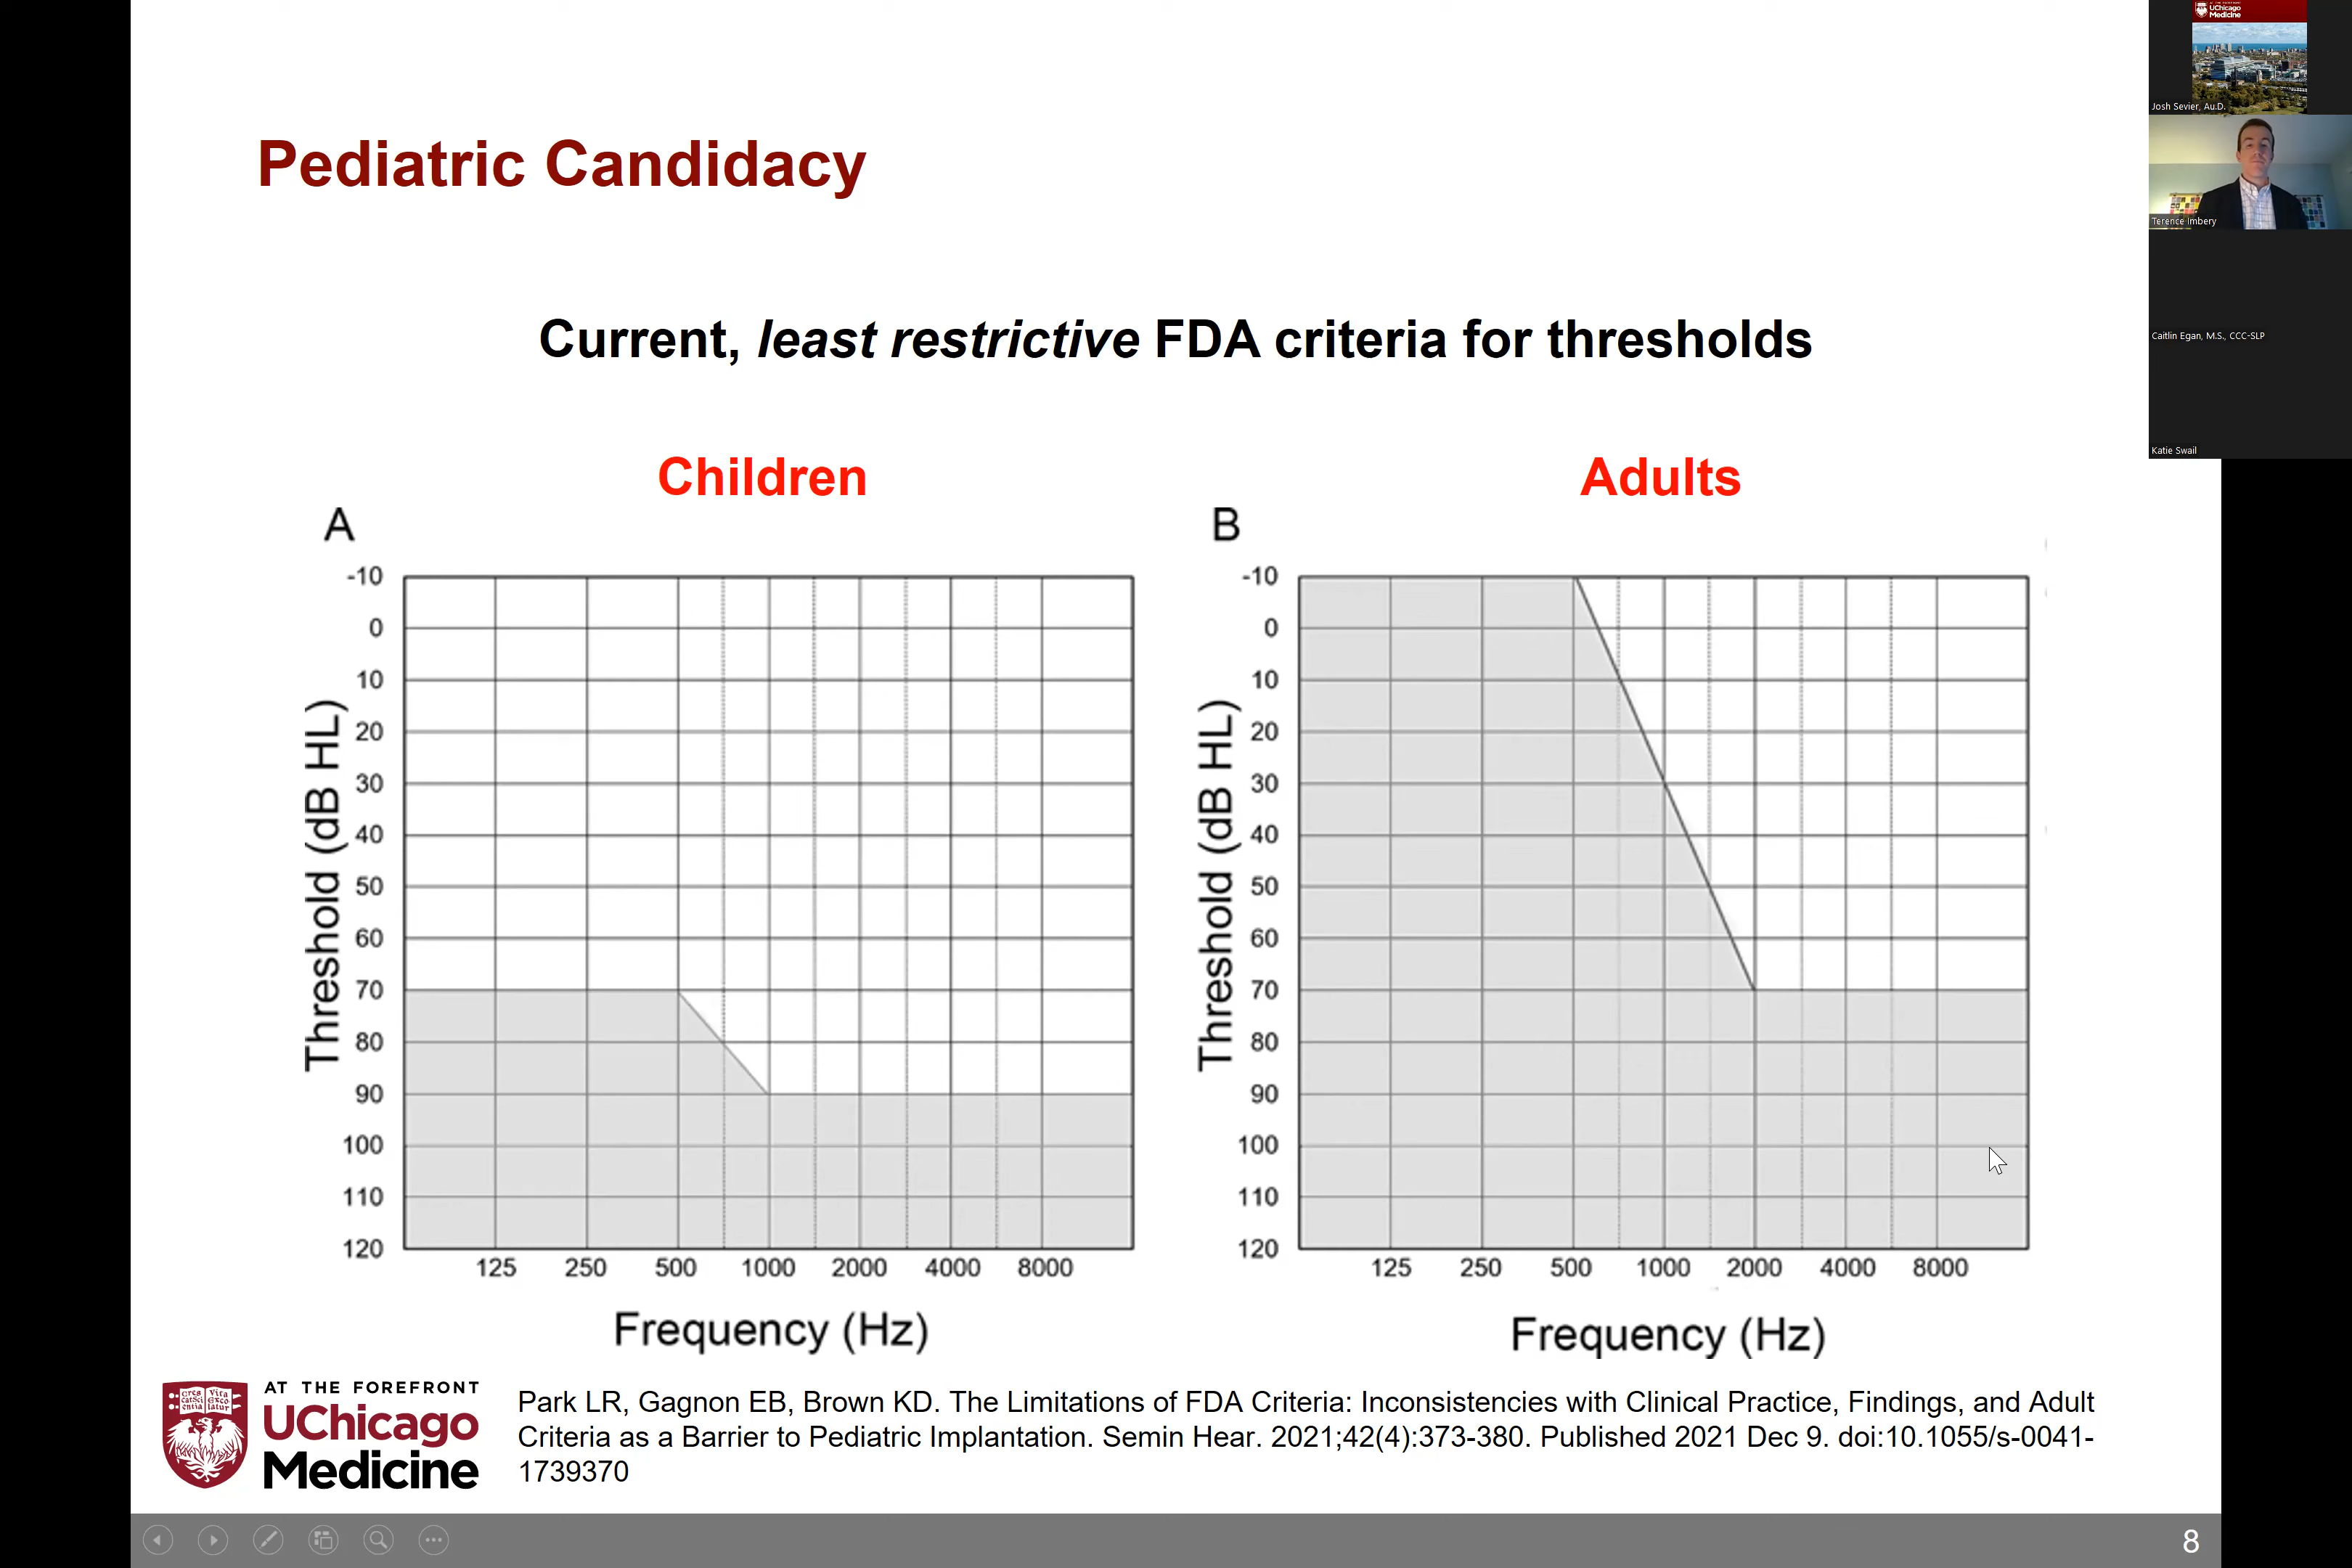 Pediatric Candidacy
Current, least restrictive FDA criteria for thresholds
Children
Adults
A
-10
0
10
20
30
40
50
60
70
80
90
100
110
120
Threshold (dB HL)
125 250 500 1000 2000 4000 8000
Frequency (Hz)
B
-10
0
10
20
30
40
50
60
70
80
90
100
110
120
Threshold (dB HL)
125 250 500 1000 2000 4000 8000
Frequency (Hz)
AT THE FOREFRONT
UChicago
Medicine
Park LR, Gagnon EB, Brown KD. The Limitations of FDA Criteria: Inconsistencies with Clinical Practice, Findings, and Adult
Criteria as a Barrier to Pediatric Implantation. Semin Hear. 2021;42(4):373-380. Published 2021 Dec 9. doi:10.1055/s-0041-
1739370
8
UChicago
Medicine
Josh Sevier, Au.D.
Terence Imbery
Caitlin Egan, M.S., CCC-SLP
Katie Swail